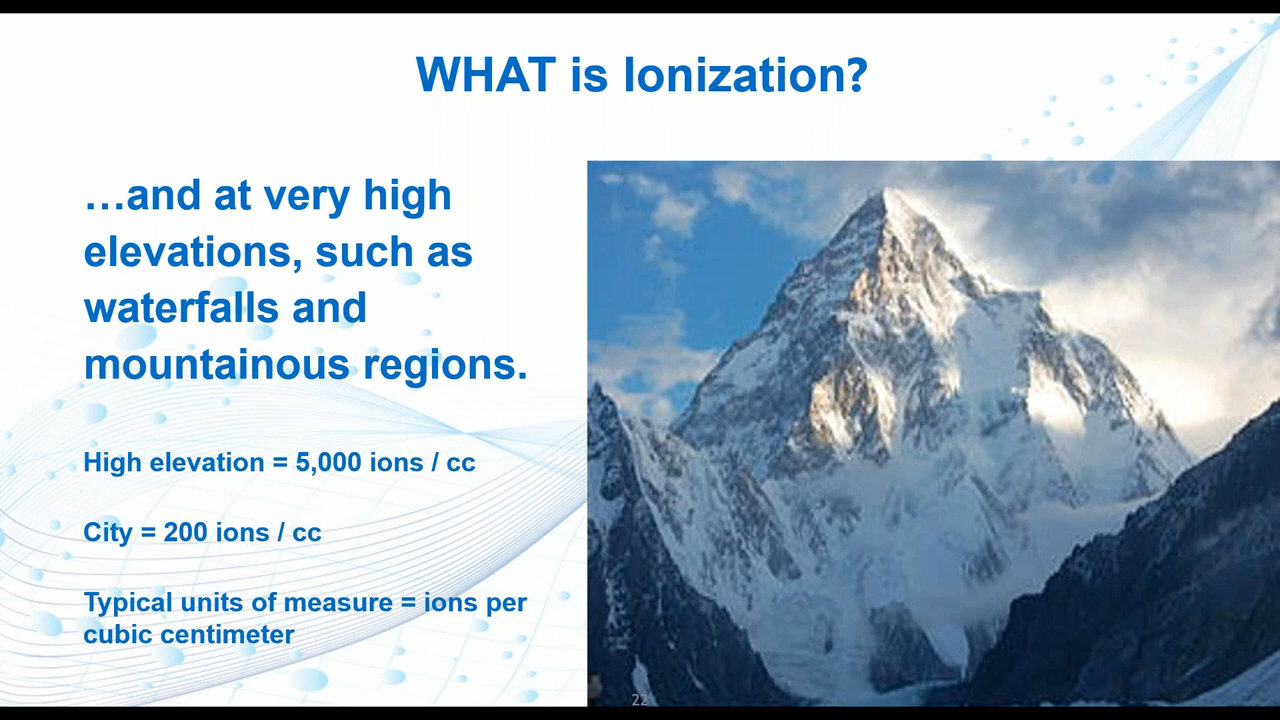 WHAT is Ionization?
…and at very high
elevations, such as
waterfalls and
mountainous regions.
High elevation = 5,000 ions / cc
City = 200 ions / cc
Typical units of measure = ions per
cubic centimeter
22